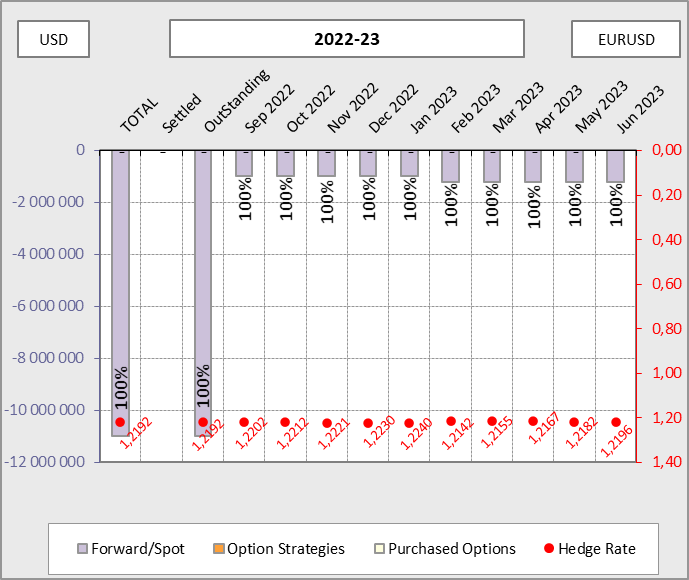 USD
2022-23
EURUSD
TOTAL
Settled
OutStanding
Sep 2022
Oct 2022
Nov 2022
Dec 2022
Jan 2023
Feb 2023
Mar 2023
Apr 2023
May 2023
Jun 2023
0
-2 000 000
-4 000 000
-6 000 000
-8 000 000
-10 000 000
-12 000 000
0,00
0,20
0,40
0,60
0,80
1,00
1,20
1,40
100%
100%
100%
100%
100%
100%
100%
100%
100%
100%
100%
100%
1,2192
1,2192
1,2202
1,2212
1,2221
1,2230
1,2240
1,2142
1,2155
1,2167
1,2182
1,2196
Forward/Spot
Option Strategies
Purchased Options
Hedge Rate